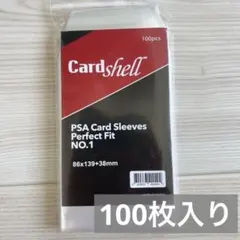 100pcs
Cardshell
PSA Card Sleeves
Perfect Fit
NO.1
86x139+38mm
100枚入り